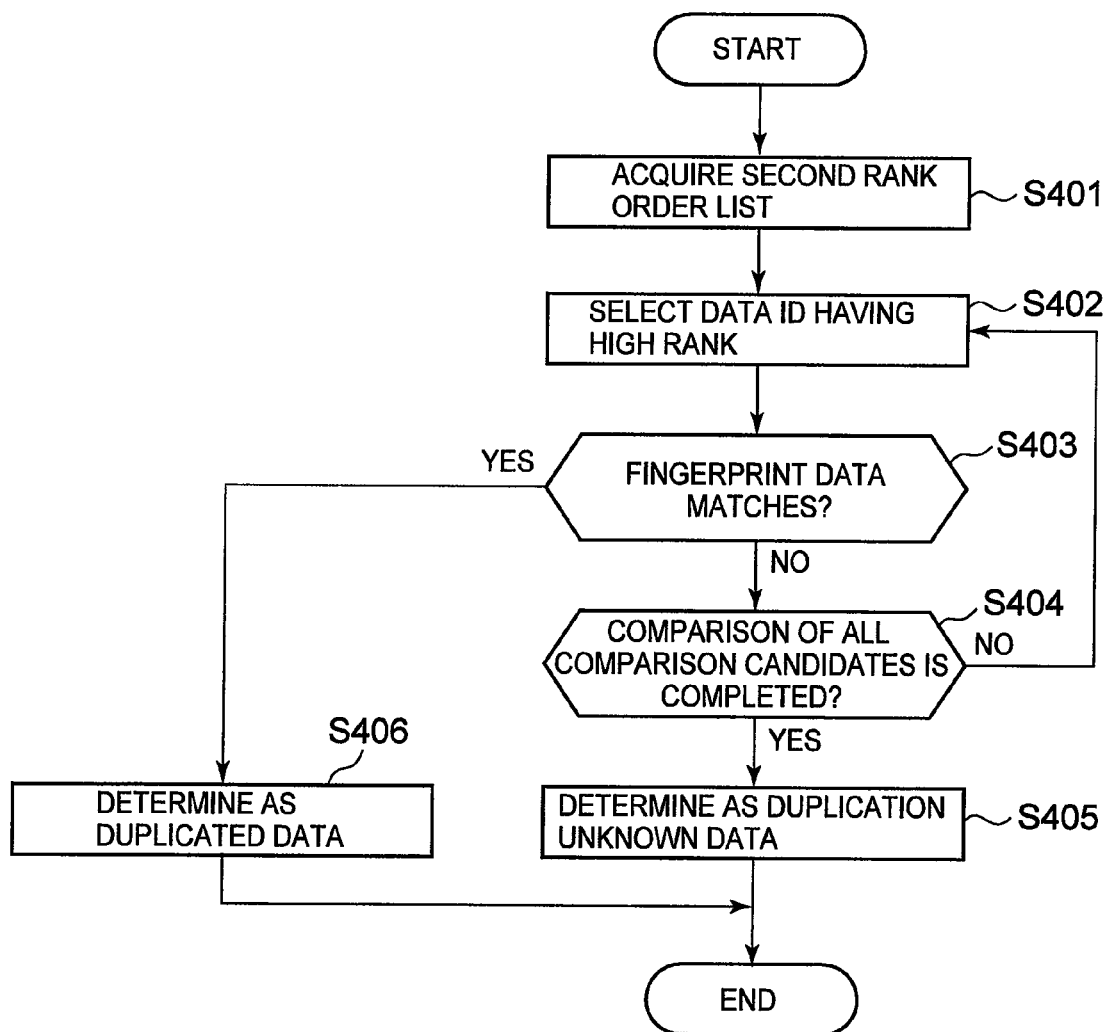 START
ACQUIRE SECOND RANK
ORDER LIST
S401
SELECT DATA ID HAVING
HIGH RANK
S402
FINGERPRINT DATA
MATCHES?
S403
YES
NO
COMPARISON OF ALL
COMPARISON CANDIDATES IS
COMPLETED?
S404
NO
YES
S406
DETERMINE AS
DUPLICATED DATA
DETERMINE AS DUPLICATION
UNKNOWN DATA
S405
END